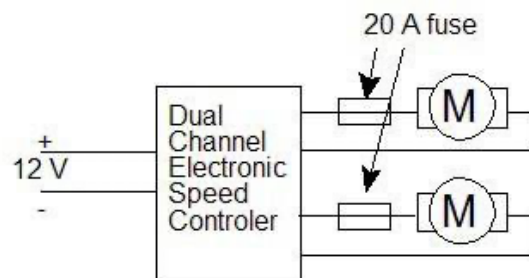 20 A fuse
M
+
12 V
-
Dual
Channel
Electronic
Speed
Controler
M